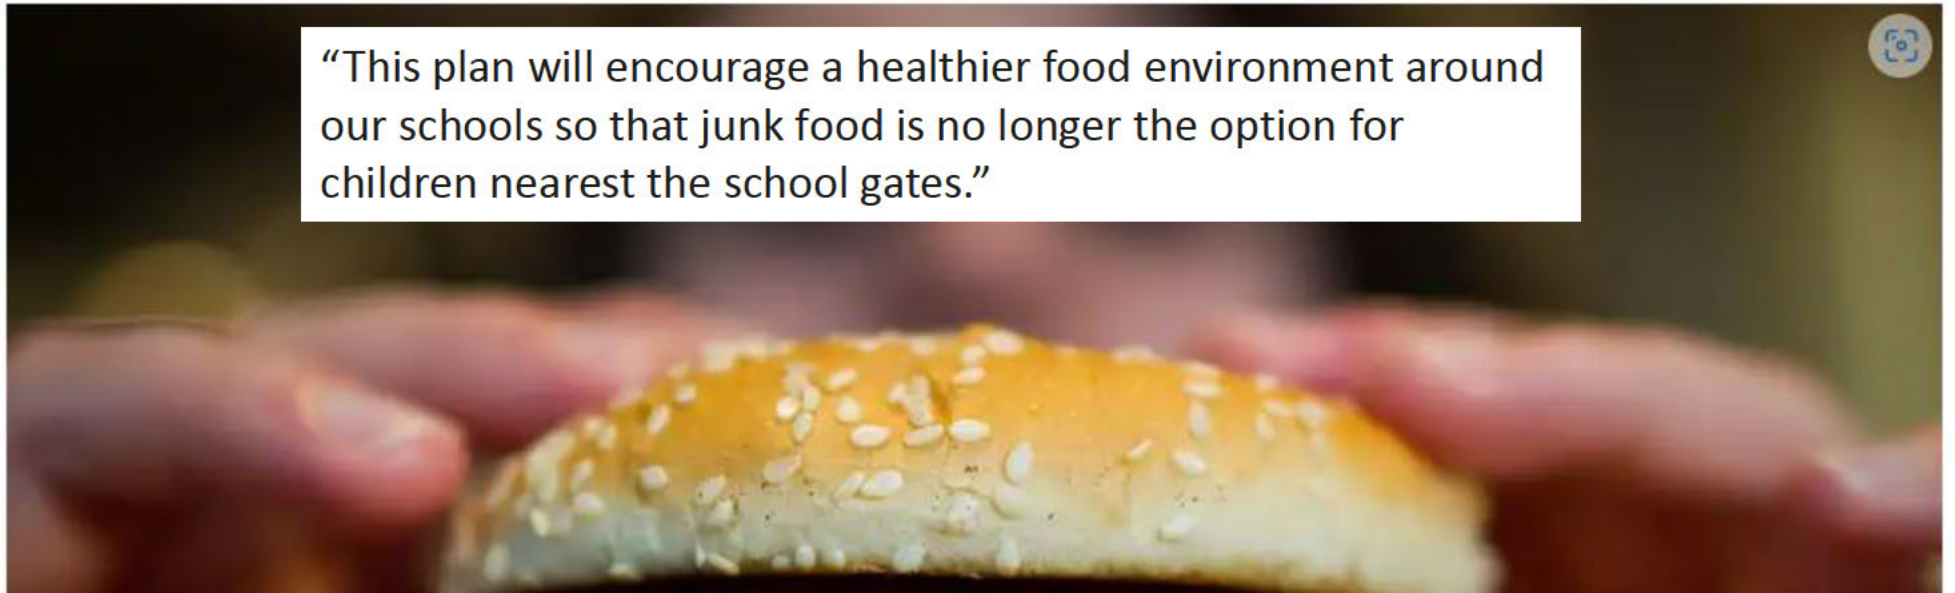 “This plan will encourage a healthier food environment around
our schools so that junk food is no longer the option for
children nearest the school gates.”